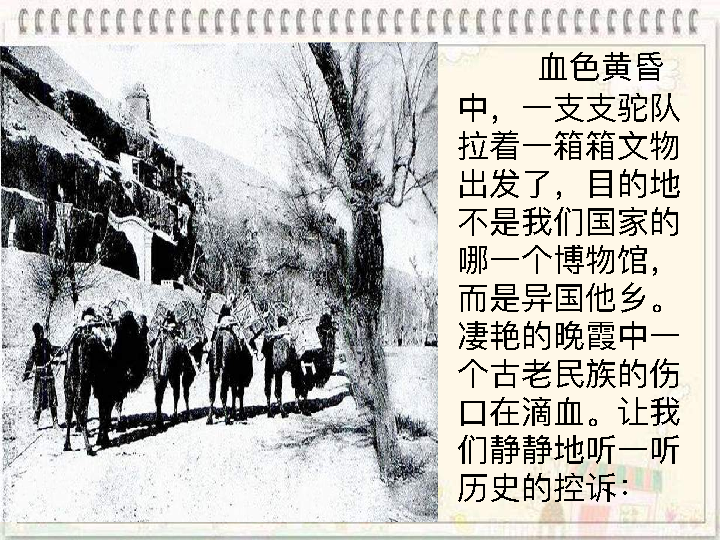 血色黄昏
中，一支支驼队
拉着一箱箱文物
出发了，目的地
不是我们国家的
哪一个博物馆，
而是异国他乡。
凄艳的晚霞中一
个古老民族的伤
口在滴血。让我
们静静地听一听
历史的控诉：